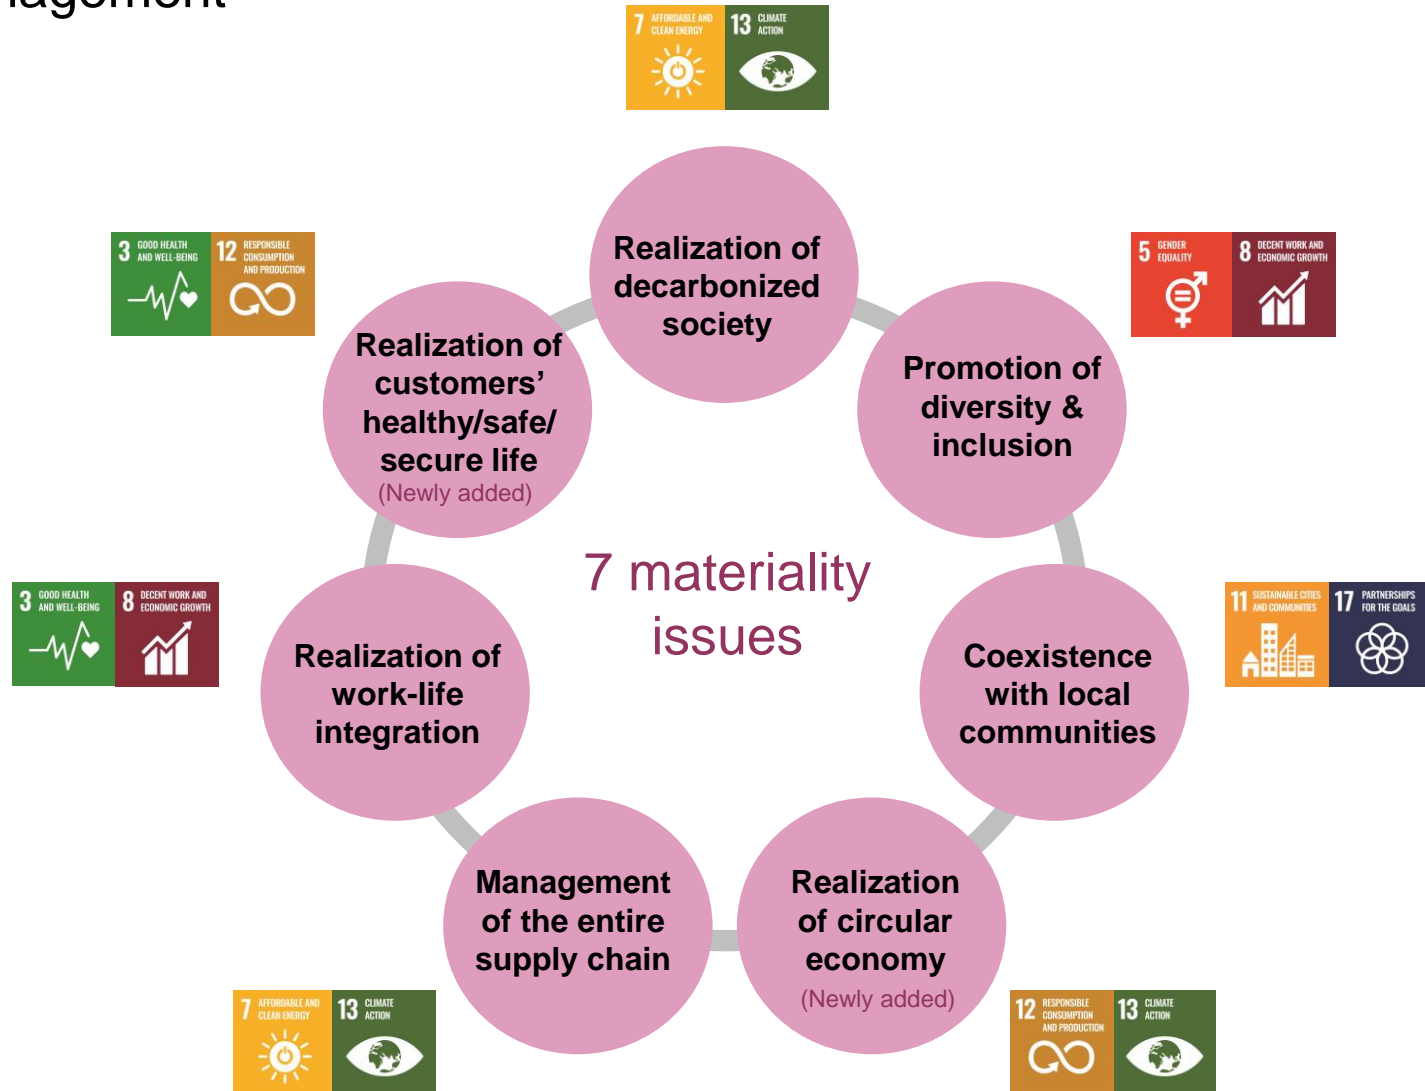 nagement
7 AFFORDABLE AND
CLEAN ENERGY
13 CLIMATE
ACTION
Realization of
decarbonized
society
3 GOOD HEALTH
AND WELL-BEING
12 RESPONSIBLE
CONSUMPTION
AND PRODUCTION
5 GENDER
EQUALITY
8 DECENT WORK AND
ECONOMIC GROWTH
Realization of
customers’
healthy/safe/
secure life
(Newly added)
Promotion of
diversity &
inclusion
7 materiality
issues
3 GOOD HEALTH
AND WELL-BEING
8 DECENT WORK AND
ECONOMIC GROWTH
Realization of
work-life
integration
Coexistence
with local
communities
11 SUSTAINABLE CITIES
AND COMMUNITIES
17 PARTNERSHIPS
FOR THE GOALS
Management
of the entire
supply chain
Realization
of circular
economy
(Newly added)
7 AFFORDABLE AND
CLEAN ENERGY
13 CLIMATE
ACTION
12 RESPONSIBLE
CONSUMPTION
AND PRODUCTION
13 CLIMATE
ACTION